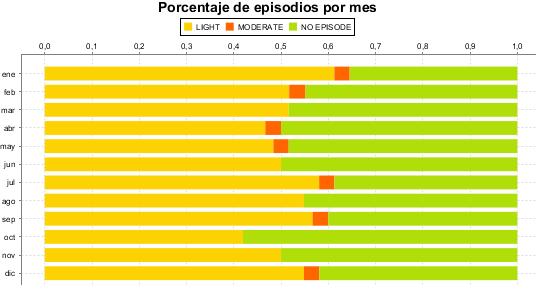 Porcentaje de episodios por mes
LIGHT MODERATE NO EPISODE
0,0 0,1 0,2 0,3 0,4 0,5 0,6 0,7 0,8 0,9 1,0
ene
feb
mar
abr
may
jun
jul
ago
sep
oct
nov
dic